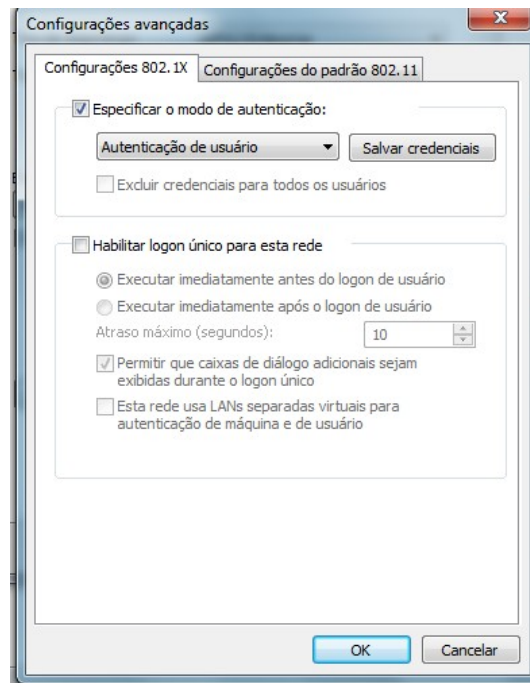 Configurações avançadas
Configurações 802.1X
Configurações do padrão 802.11
Especificar o modo de autenticação:
Autenticação de usuário
Salvar credenciais
Excluir credenciais para todos os usuários
Habilitar logon único para esta rede
Executar imediatamente antes do logon de usuário
Executar imediatamente após o logon de usuário
Atraso máximo (segundos):
10
Permitir que caixas de diálogo adicionais sejam
exibidas durante o logon único
Esta rede usa LANs separadas virtuais para
autenticação de máquina e de usuário
OK
Cancelar